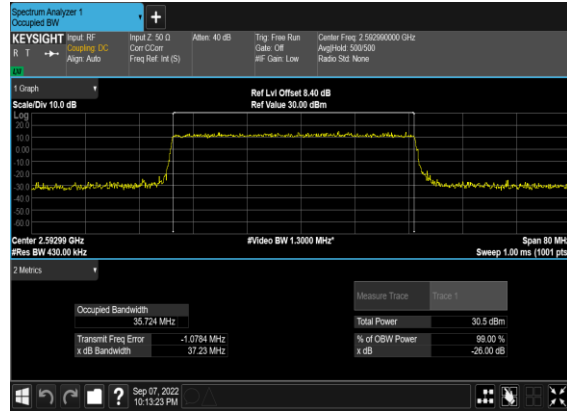 Spectrum Analyzer 1
Occupied BW
KEYSIGHT
R T
LW
Input: RF
Coupling: DC
Align: Auto
Input Z: 50 Ω
Corr CCorr
Freq Ref: Int (S)
Atten: 40 dB
Trig: Free Run
Gate: Off
#IF Gain: Low
Center Freq: 2.592990000 GHz
Avg|Hold: 500/500
Radio Std: None
1 Graph
Scale/Div 10.0 dB
Ref Lvl Offset 8.40 dB
Ref Value 30.00 dBm
Log
20.0
10.0
0.00
-10.0
-20.0
-30.0
-40.0
-50.0
-60.0
Center 2.59299 GHz
#Res BW 430.00 kHz
#Video BW 1.3000 MHz*
Span 80 MH
Sweep 1.00 ms (1001 pts
2 Metrics
Measure Trace Trace 1
Occupied Bandwidth
35.724 MHz
Total Power 30.5 dBm
Transmit Freq Error -1.0784 MHz
% of OBW Power 99.00 %
x dB Bandwidth 37.23 MHz
x dB -26.00 dB
?
Sep 07, 2022
10:13:23 PM